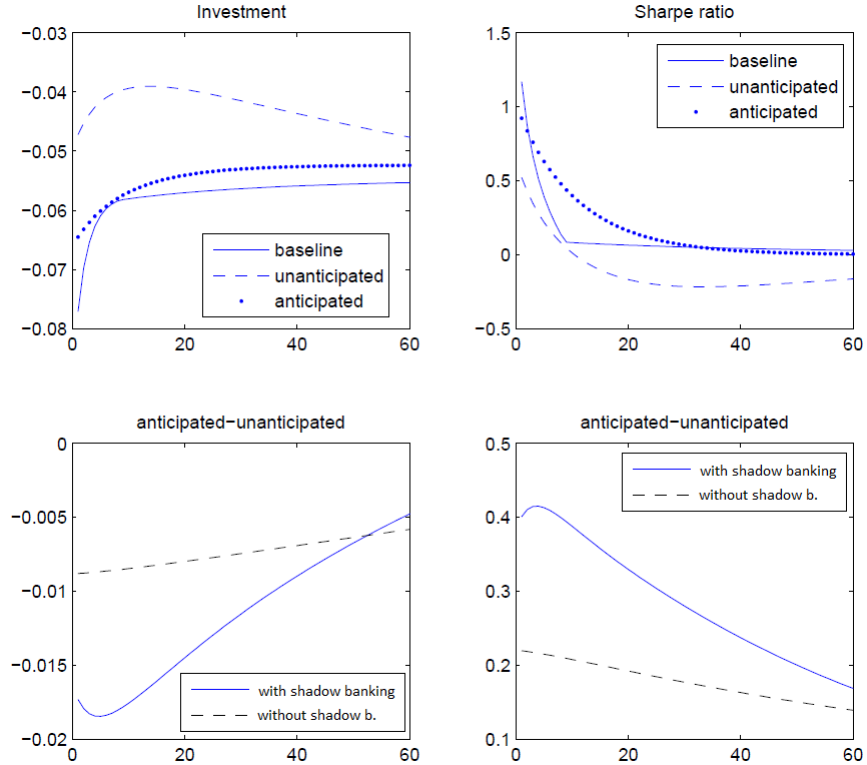 Investment
−0.03
−0.04
−0.05
−0.06
−0.07
−0.08
0
20
40
60
baseline
unanticipated
anticipated
Sharpe ratio
1.5
1
0.5
0
−0.5
0
20
40
60
baseline
unanticipated
anticipated
anticipated−unanticipated
0
−0.005
−0.01
−0.015
−0.02
0
20
40
60
with shadow banking
without shadow b.
anticipated−unanticipated
0.5
0.4
0.3
0.2
0.1
0
20
40
60
with shadow banking
without shadow b.